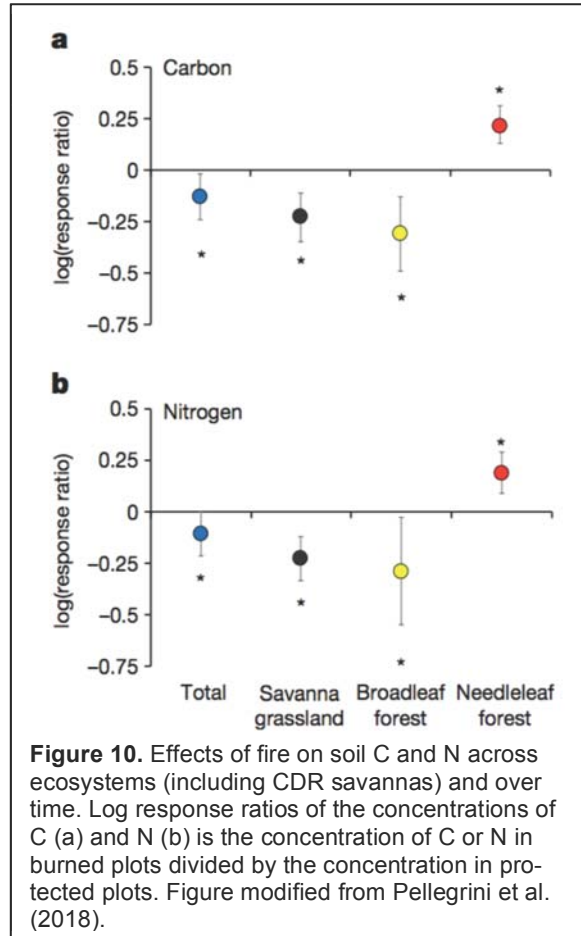 a
Carbon
0.5
0.25
0
−0.25
−0.5
−0.75
log(response ratio)
*
*
*
*
b
Nitrogen
0.5
0.25
0
−0.25
−0.5
−0.75
log(response ratio)
*
*
*
*
Total
Savanna
grassland
Broadleaf
forest
Needleleaf
forest
Figure 10. Effects of fire on soil C and N across
ecosystems (including CDR savannas) and over
time. Log response ratios of the concentrations of
C (a) and N (b) is the concentration of C or N in
burned plots divided by the concentration in pro-
tected plots. Figure modified from Pellegrini et al.
(2018).